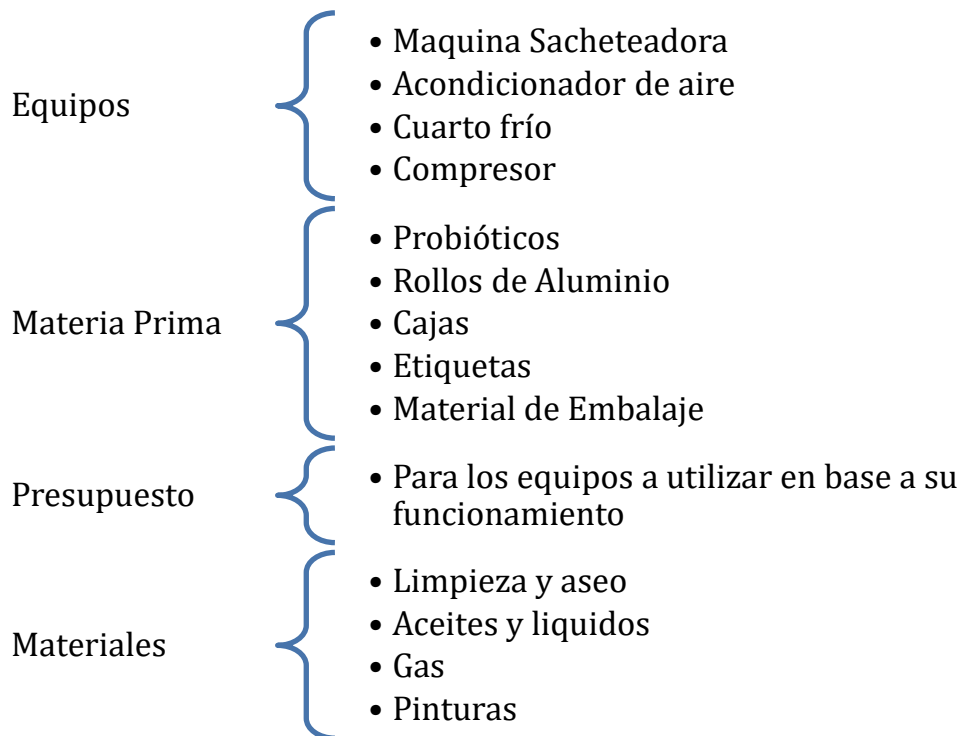 Equipos
• Maquina Sacheteadora
• Acondicionador de aire
• Cuarto frío
• Compresor
Materia Prima
• Probióticos
• Rollos de Aluminio
• Cajas
• Etiquetas
• Material de Embalaje
Presupuesto
• Para los equipos a utilizar en base a su
funcionamiento
Materiales
• Limpieza y aseo
• Aceites y liquidos
• Gas
• Pinturas